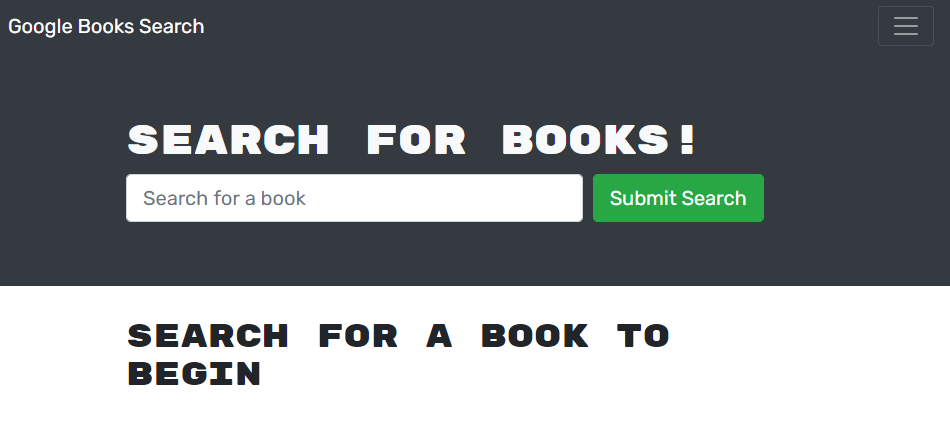 Google Books Search
SEARCH FOR BOOKS!
Search for a book
Submit Search
SEARCH FOR A BOOK TO
BEGIN